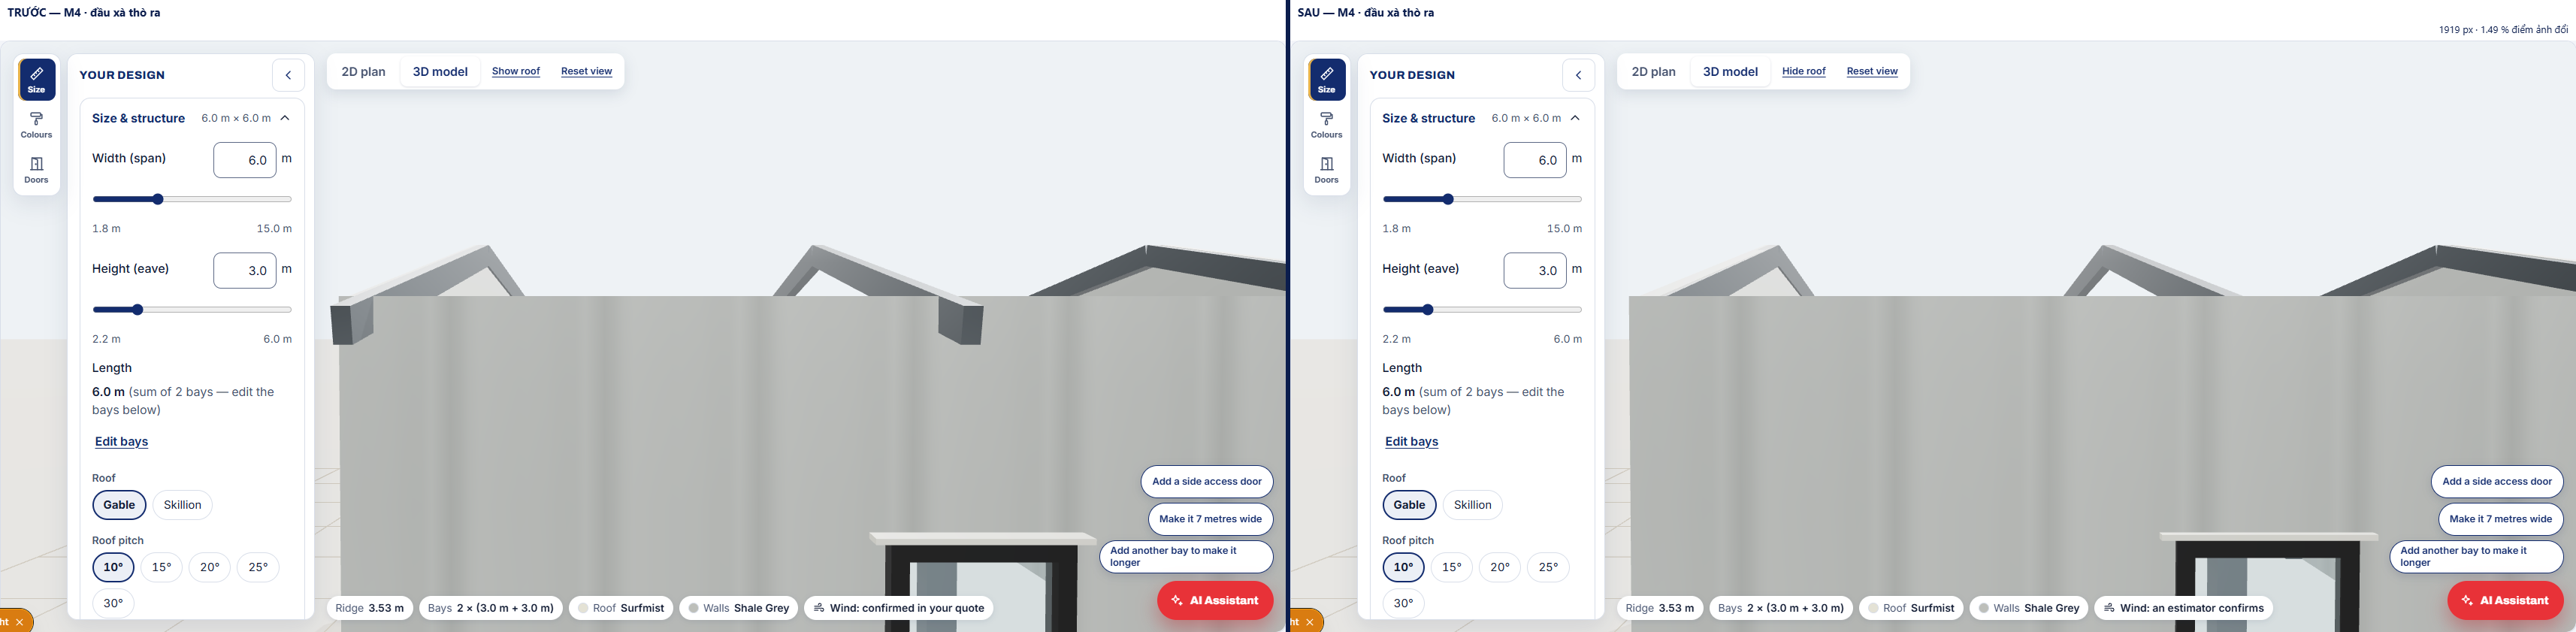 TRƯỚC — M4 · đầu xà thò ra
Size
Colours
Doors
YOUR DESIGN
Size & structure 6.0 m × 6.0 m
Width (span) 6.0 m
1.8 m 15.0 m
Height (eave) 3.0 m
2.2 m 6.0 m
Length
6.0 m (sum of 2 bays — edit the
bays below)
Edit bays
Roof
Gable Skillion
Roof pitch
10° 15° 20° 25°
30°
ht ×
2D plan 3D model Show roof Reset view
Add a side access door
Make it 7 metres wide
Add another bay to make it
longer
AI Assistant
Ridge 3.53 m Bays 2 × (3.0 m + 3.0 m) Roof Surfmist Walls Shale Grey Wind: confirmed in your quote
SAU — M4 · đầu xà thò ra
1919 px · 1.49 % điểm ảnh đổi
Size
Colours
Doors
YOUR DESIGN
Size & structure 6.0 m × 6.0 m
Width (span) 6.0 m
1.8 m 15.0 m
Height (eave) 3.0 m
2.2 m 6.0 m
Length
6.0 m (sum of 2 bays — edit the
bays below)
Edit bays
Roof
Gable Skillion
Roof pitch
10° 15° 20° 25°
30°
ht ×
2D plan 3D model Hide roof Reset view
Add a side access door
Make it 7 metres wide
Add another bay to make it
longer
AI Assistant
Ridge 3.53 m Bays 2 × (3.0 m + 3.0 m) Roof Surfmist Walls Shale Grey Wind: an estimator confirms